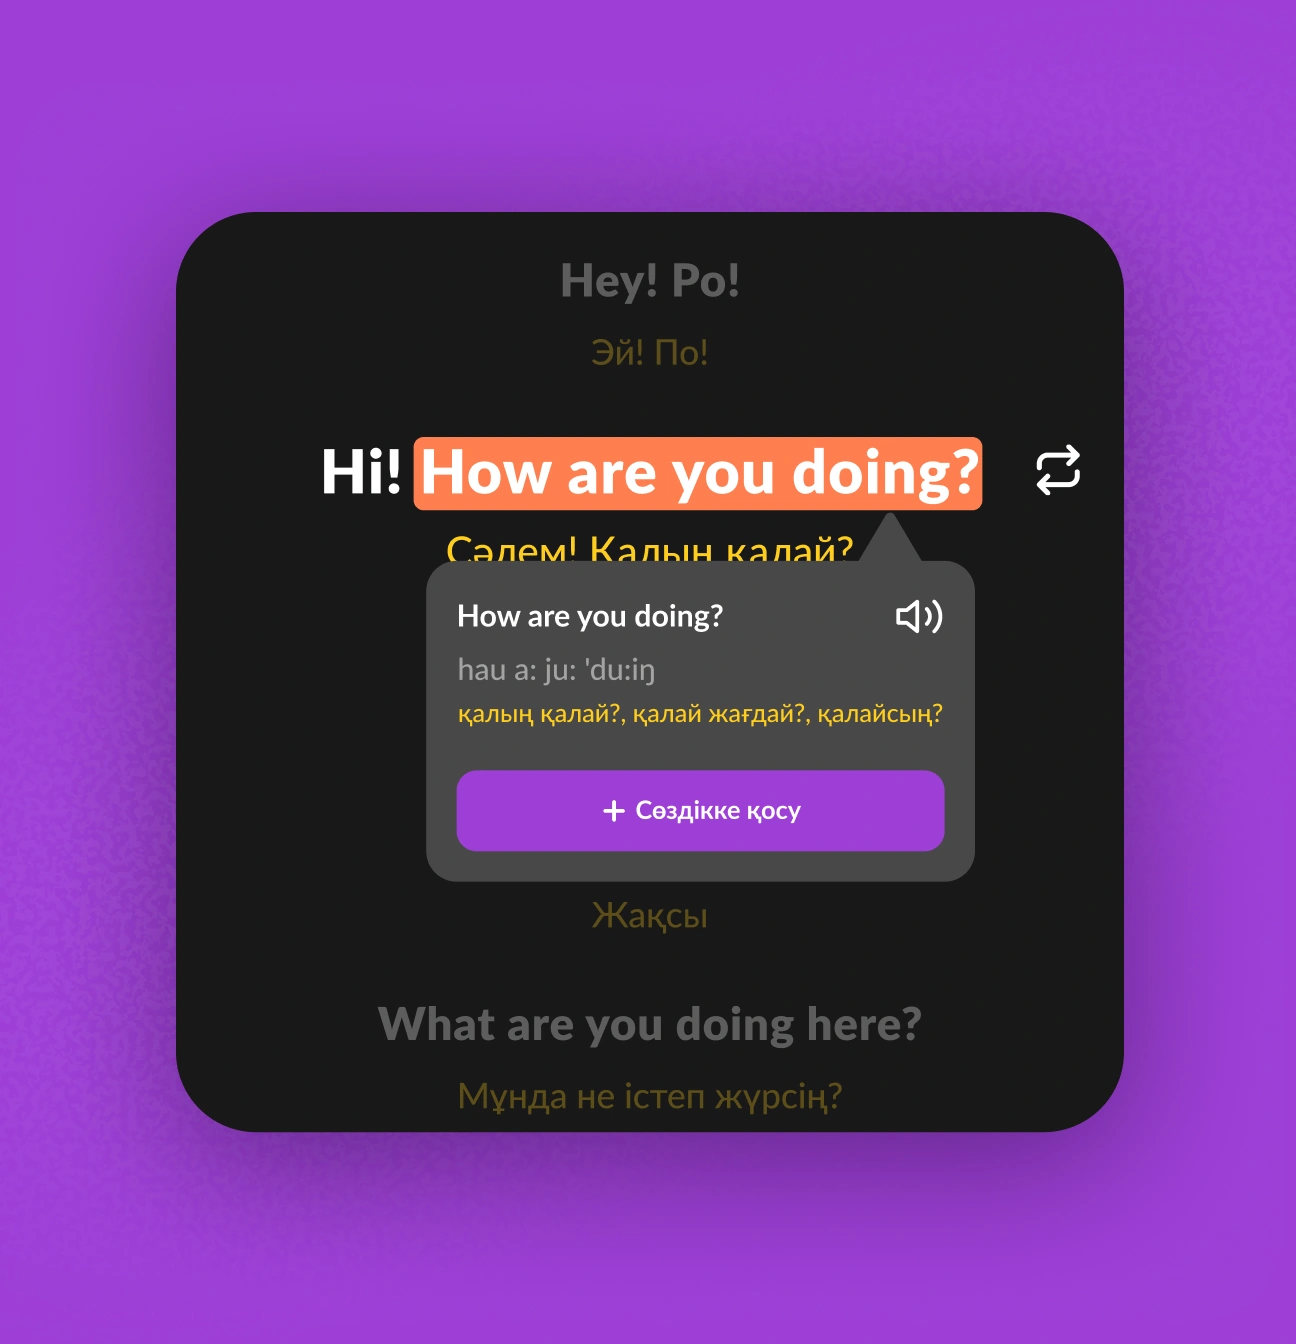 Hey! Po!
Эй! По!
Hi! How are you doing?
Сәлем! Қалың қалай?
How are you doing?
hau a: ju: 'du:iŋ
қалың қалай?, қалай жағдай?, қалайсың?
+ Сөздікке қосу
Жақсы
What are you doing here?
Мұнда не істеп жүрсің?